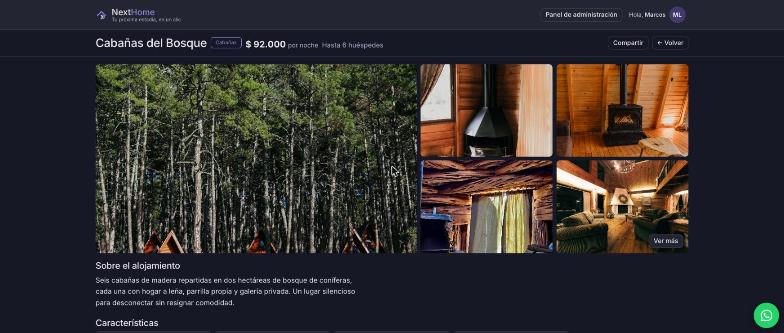 NextHome
Tu próxima estadía, en un clic
Panel de administración
Hola, Marcos
ML
Cabañas del Bosque
Cabañas
$ 92.000 por noche
Hasta 6 huéspedes
Compartir
← Volver
Ver más
Sobre el alojamiento
Seis cabañas de madera repartidas en dos hectáreas de bosque de coníferas,
cada una con hogar a leña, parrilla propia y galería privada. Un lugar silencioso
para desconectar sin resignar comodidad.
Características